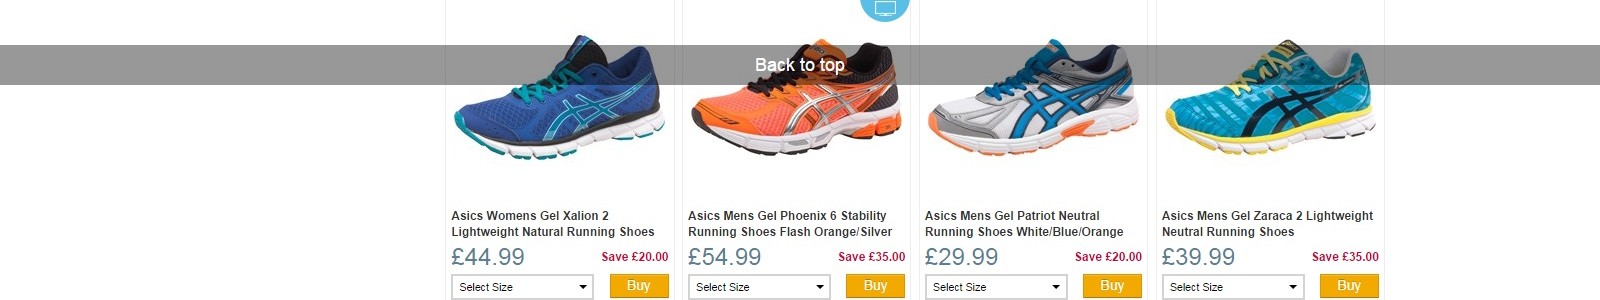 Back to top
Asics Womens Gel Xalion 2
Lightweight Natural Running Shoes
£44.99
Save £20.00
Select Size
Buy
Asics Mens Gel Phoenix 6 Stability
Running Shoes Flash Orange/Silver
£54.99
Save £35.00
Select Size
Buy
Asics Mens Gel Patriot Neutral
Running Shoes White/Blue/Orange
£29.99
Save £20.00
Select Size
Buy
Asics Mens Gel Zaraca 2 Lightweight
Neutral Running Shoes
£39.99
Save £35.00
Select Size
Buy